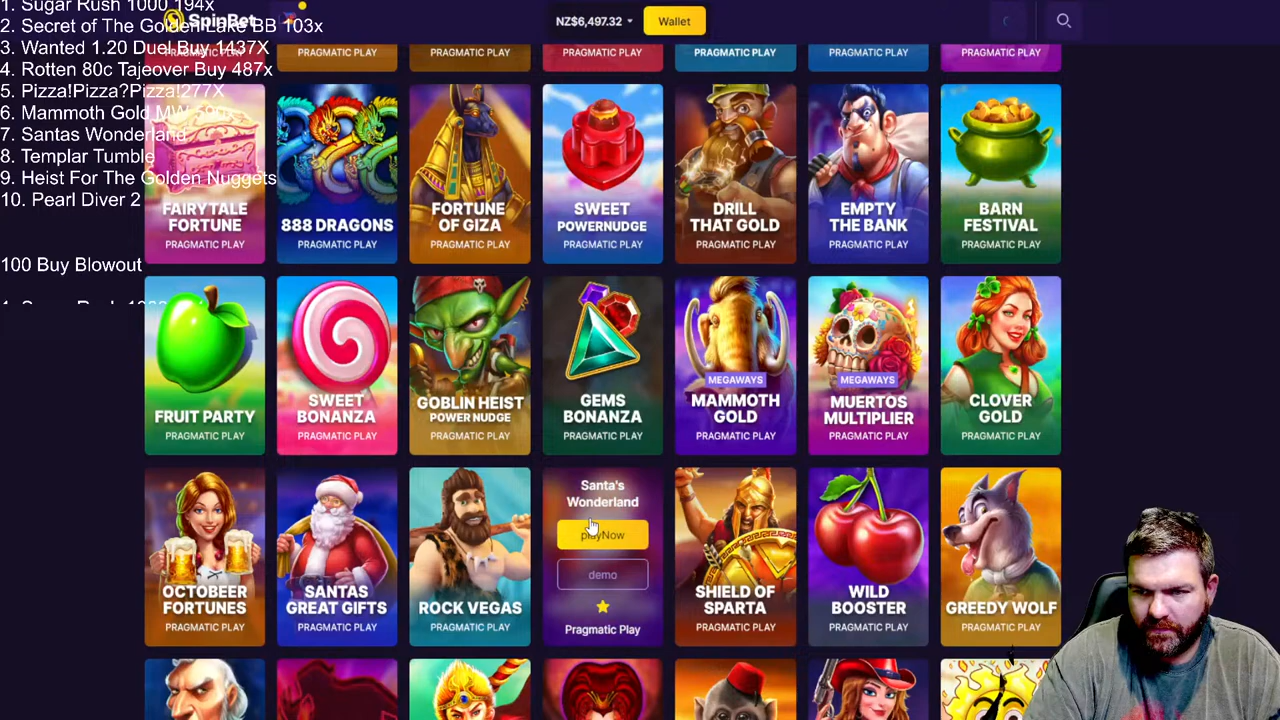 1. Sugar Rush 1000 194x
2. Secret of The Golden Lake BB 103x
3. Wanted 1.20 Duel Buy 1437X
4. Rotten 80c Tajeover Buy 487x
5. Pizza!Pizza?Pizza!277X
6. Mammoth Gold MW
7. Santas Wonderland
8. Templar Tumble
9. Heist For The Golden Nuggets
10. Pearl Diver 2
100 Buy Blowout
SpinBet
NZ$6,497.32
Wallet
PRAGMATIC PLAY
PRAGMATIC PLAY
PRAGMATIC PLAY
PRAGMATIC PLAY
PRAGMATIC PLAY
PRAGMATIC PLAY
FAIRYTALE
FORTUNE
PRAGMATIC PLAY
888 DRAGONS
PRAGMATIC PLAY
FORTUNE
OF GIZA
PRAGMATIC PLAY
SWEET
POWERNUDGE
PRAGMATIC PLAY
DRILL
THAT GOLD
PRAGMATIC PLAY
EMPTY
THE BANK
PRAGMATIC PLAY
BARN
FESTIVAL
PRAGMATIC PLAY
FRUIT PARTY
PRAGMATIC PLAY
SWEET
BONANZA
PRAGMATIC PLAY
GOBLIN HEIST
POWER NUDGE
PRAGMATIC PLAY
GEMS
BONANZA
PRAGMATIC PLAY
MEGAWAYS
MAMMOTH
GOLD
PRAGMATIC PLAY
MEGAWAYS
MUERTOS
MULTIPLIER
PRAGMATIC PLAY
CLOVER
GOLD
PRAGMATIC PLAY
OCTOBEER
FORTUNES
PRAGMATIC PLAY
SANTAS
GREAT GIFTS
PRAGMATIC PLAY
ROCK VEGAS
PRAGMATIC PLAY
Santa's
Wonderland
playNow
demo
Pragmatic Play
SHIELD OF
SPARTA
PRAGMATIC PLAY
WILD
BOOSTER
PRAGMATIC PLAY
GREEDY WOLF
PRAGMATIC PLAY